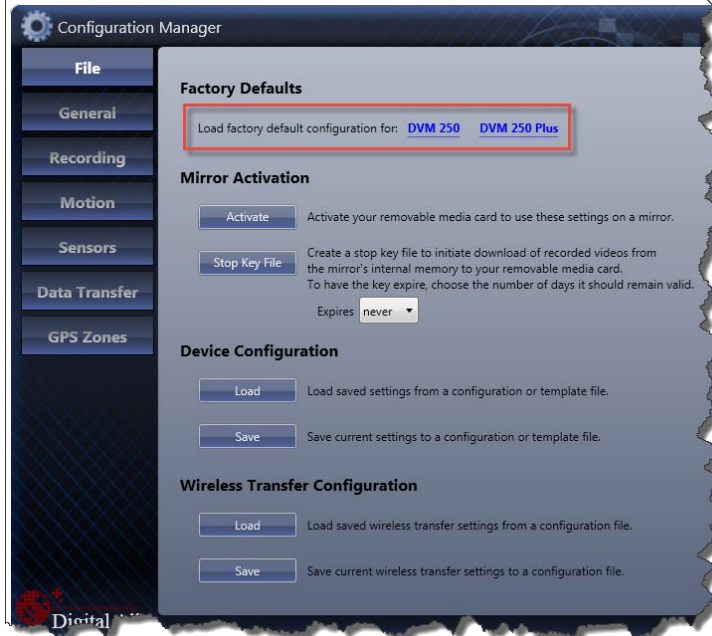 Configuration Manager
File
General
Recording
Motion
Sensors
Data Transfer
GPS Zones
Factory Defaults
Load factory default configuration for: DVM 250 DVM 250 Plus
Mirror Activation
Activate Activate your removable media card to use these settings on a mirror.
Stop Key File Create a stop key file to initiate download of recorded videos from
the mirror's internal memory to your removable media card.
To have the key expire, choose the number of days it should remain valid.
Expires never
Device Configuration
Load Load saved settings from a configuration or template file.
Save Save current settings to a configuration or template file.
Wireless Transfer Configuration
Load Load saved wireless transfer settings from a configuration file.
Save Save current wireless transfer settings to a configuration file.
Digital